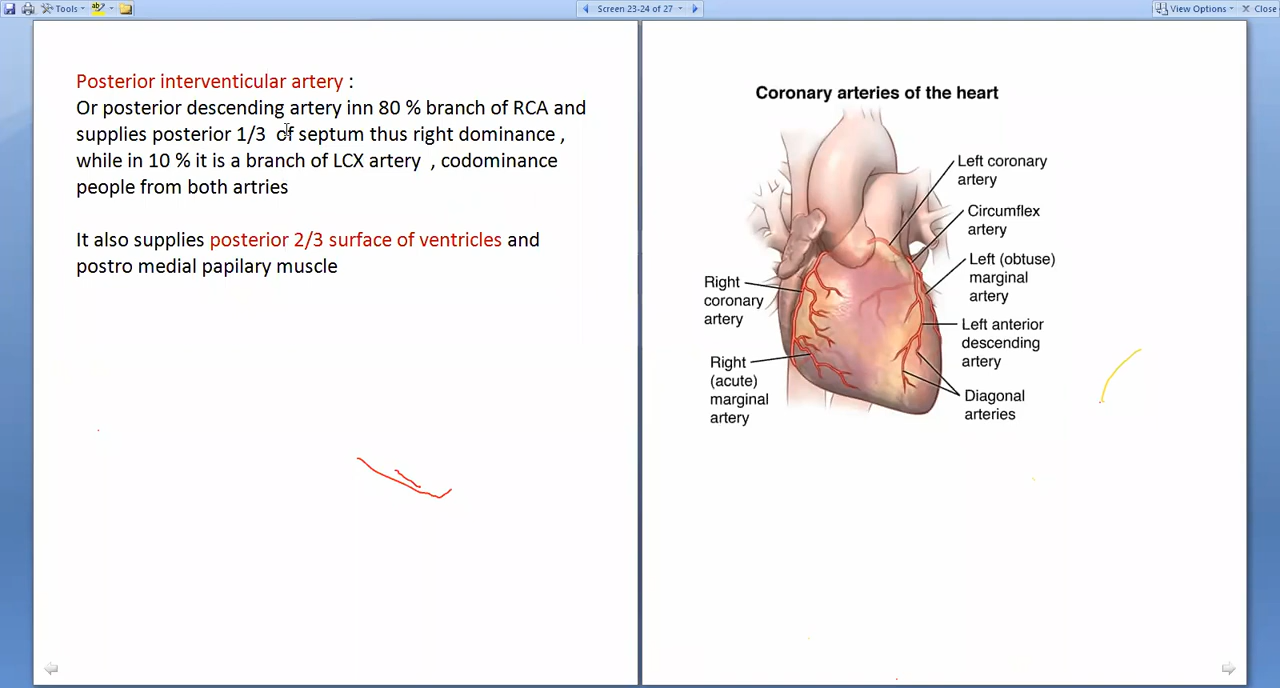 Tools
Screen 23-24 of 27
View Options
Close
Posterior interventicular artery :
Or posterior descending artery inn 80 % branch of RCA and
supplies posterior 1/3 of septum thus right dominance ,
while in 10 % it is a branch of LCX artery , codominance
people from both artries
It also supplies posterior 2/3 surface of ventricles and
postro medial papilary muscle
Coronary arteries of the heart
Left coronary
artery
Circumflex
artery
Left (obtuse)
marginal
artery
Left anterior
descending
artery
Diagonal
arteries
Right
coronary
artery
Right
(acute)
marginal
artery